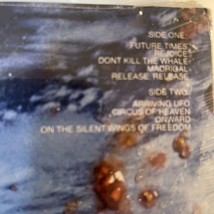 SIDE ONE:
FUTURE TIMES
REJOICE
DONT KILL THE WHALE
MADRIGAL
RELEASE, RELEASE
SIDE TWO:
ARRIVING UFO
CIRCUS OF HEAVEN
ONWARD
ON THE SILENT WINGS OF FREEDOM